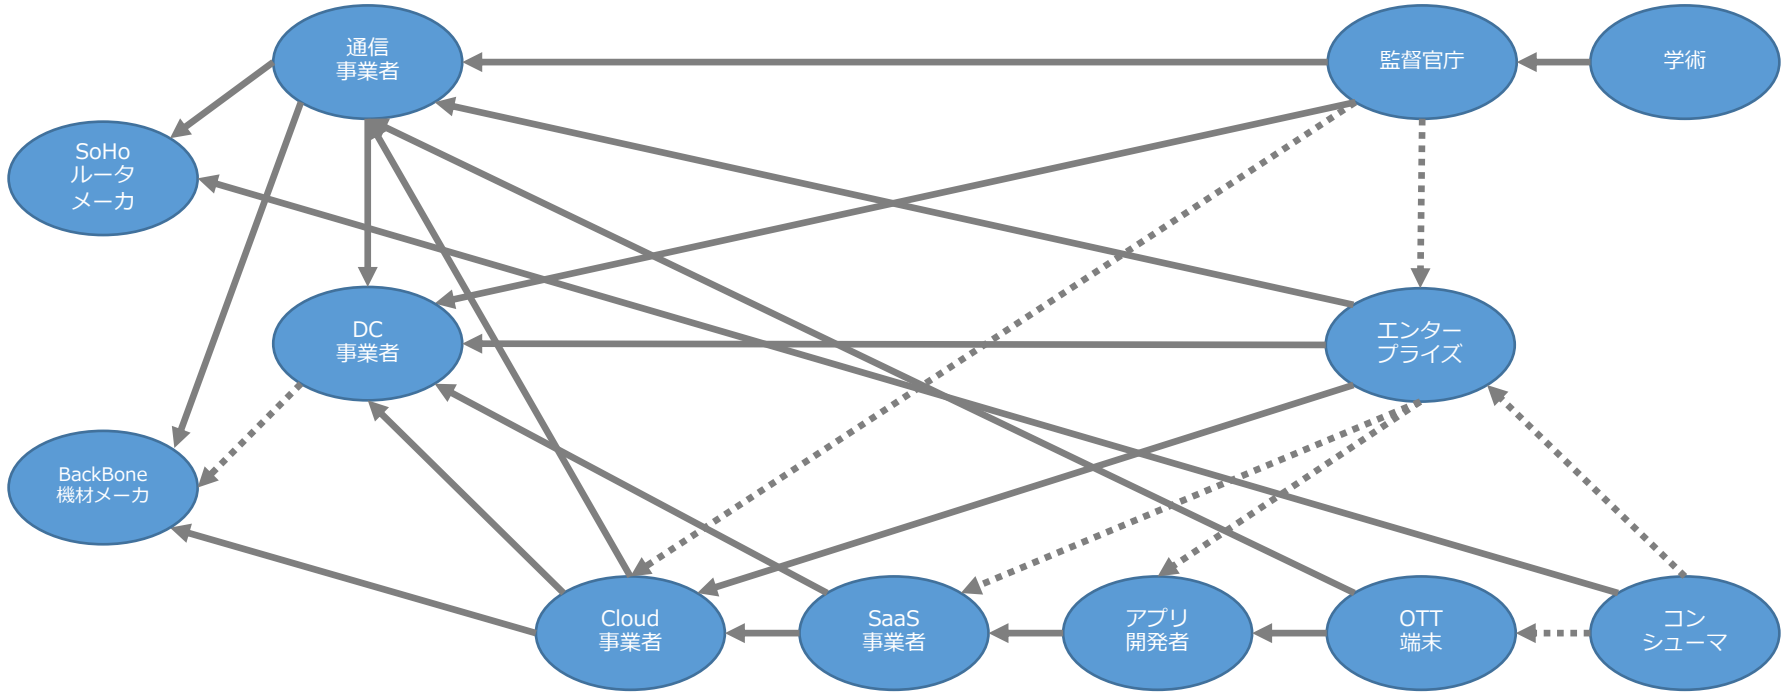 通信
事業者
監督官庁
学術
SoHo
ルータ
メーカ
DC
事業者
エンター
プライズ
BackBone
機材メーカ
Cloud
事業者
SaaS
事業者
アプリ
開発者
OTT
端末
コン
シューマ